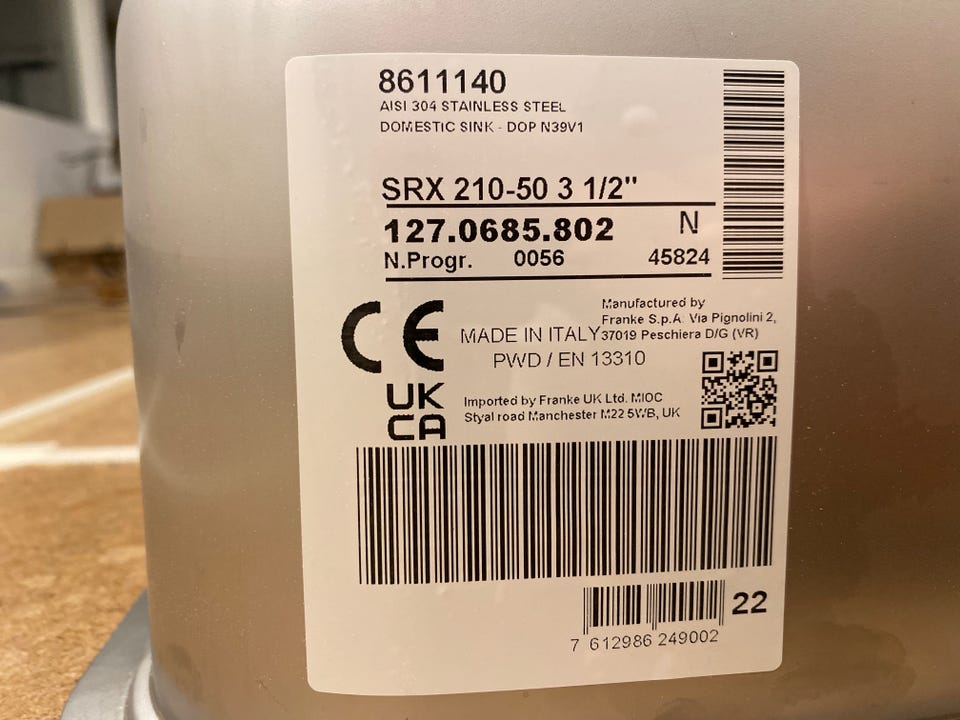 8611140
AISI 304 STAINLESS STEEL
DOMESTIC SINK - DOP N39V1
SRX 210-50 3 1/2"
127.0685.802 N
N.Progr. 0056 45824
CE
Manufactured by
Franke S.p.A. Via Pignolini 2,
37019 Peschiera D/G (VR)
MADE IN ITALY
PWD / EN 13310
UK
CA
Imported by Franke UK Ltd. MIOC
Styal road Manchester M22 5WB, UK
22
7 612986 249002